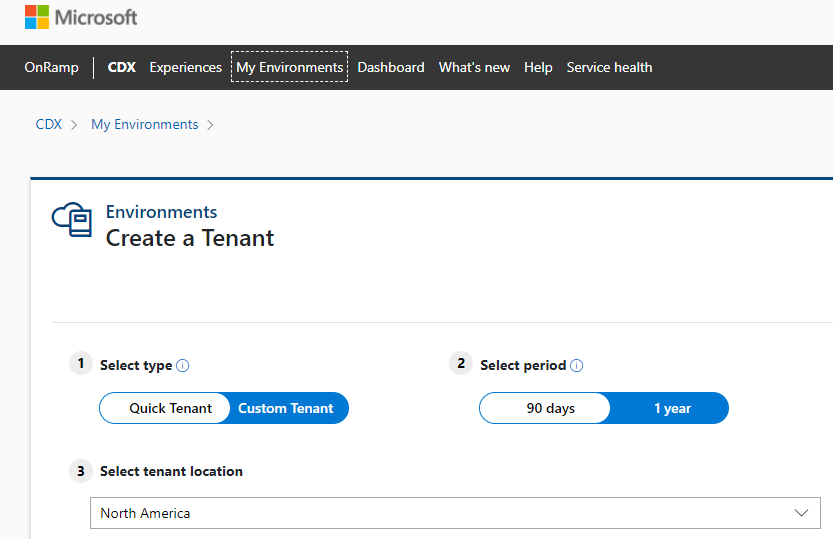 Microsoft
OnRamp CDX Experiences My Environments Dashboard What's new Help Service health
CDX > My Environments >
Environments
Create a Tenant
1 Select type 2 Select period
Quick Tenant Custom Tenant 90 days 1 year
3 Select tenant location
North America